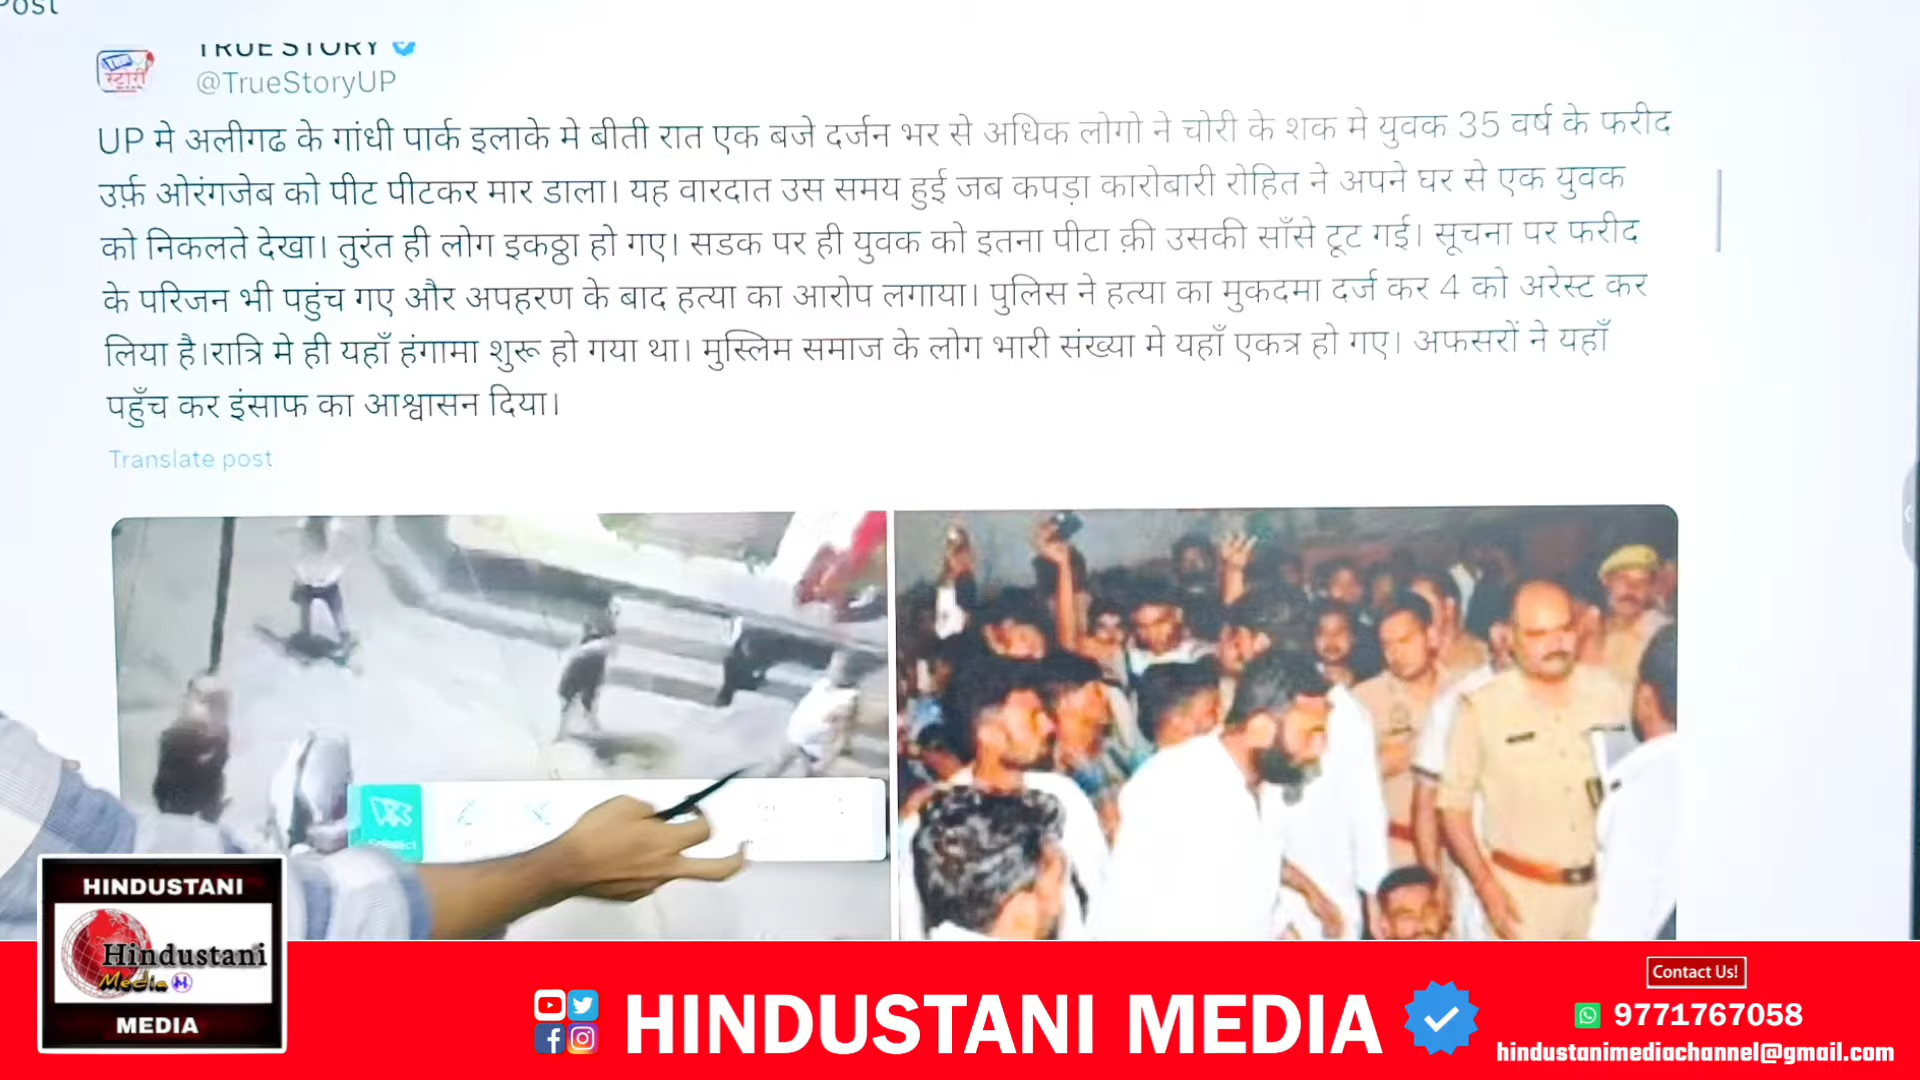 Post
TRUE STORY
स्टोरी
@TrueStoryUP
UP मे अलीगढ के गांधी पार्क इलाके मे बीती रात एक बजे दर्जन भर से अधिक लोगो ने चोरी के शक मे युवक 35 वर्ष के फरीद
उर्फ़ ओरंगजेब को पीट पीटकर मार डाला। यह वारदात उस समय हुई जब कपड़ा कारोबारी रोहित ने अपने घर से एक युवक
को निकलते देखा। तुरंत ही लोग इकठ्ठा हो गए। सडक पर ही युवक को इतना पीटा क़ी उसकी साँसे टूट गई। सूचना पर फरीद
के परिजन भी पहुंच गए और अपहरण के बाद हत्या का आरोप लगाया। पुलिस ने हत्या का मुकदमा दर्ज कर 4 को अरेस्ट कर
लिया है।रात्रि मे ही यहाँ हंगामा शुरू हो गया था। मुस्लिम समाज के लोग भारी संख्या मे यहाँ एकत्र हो गए। अफसरों ने यहाँ
पहुँच कर इंसाफ का आश्वासन दिया।
Translate post
Select
HINDUSTANI
Hindustani
Media M
MEDIA
HINDUSTANI MEDIA
Contact Us!
9771767058
hindustanimediachannel@gmail.com